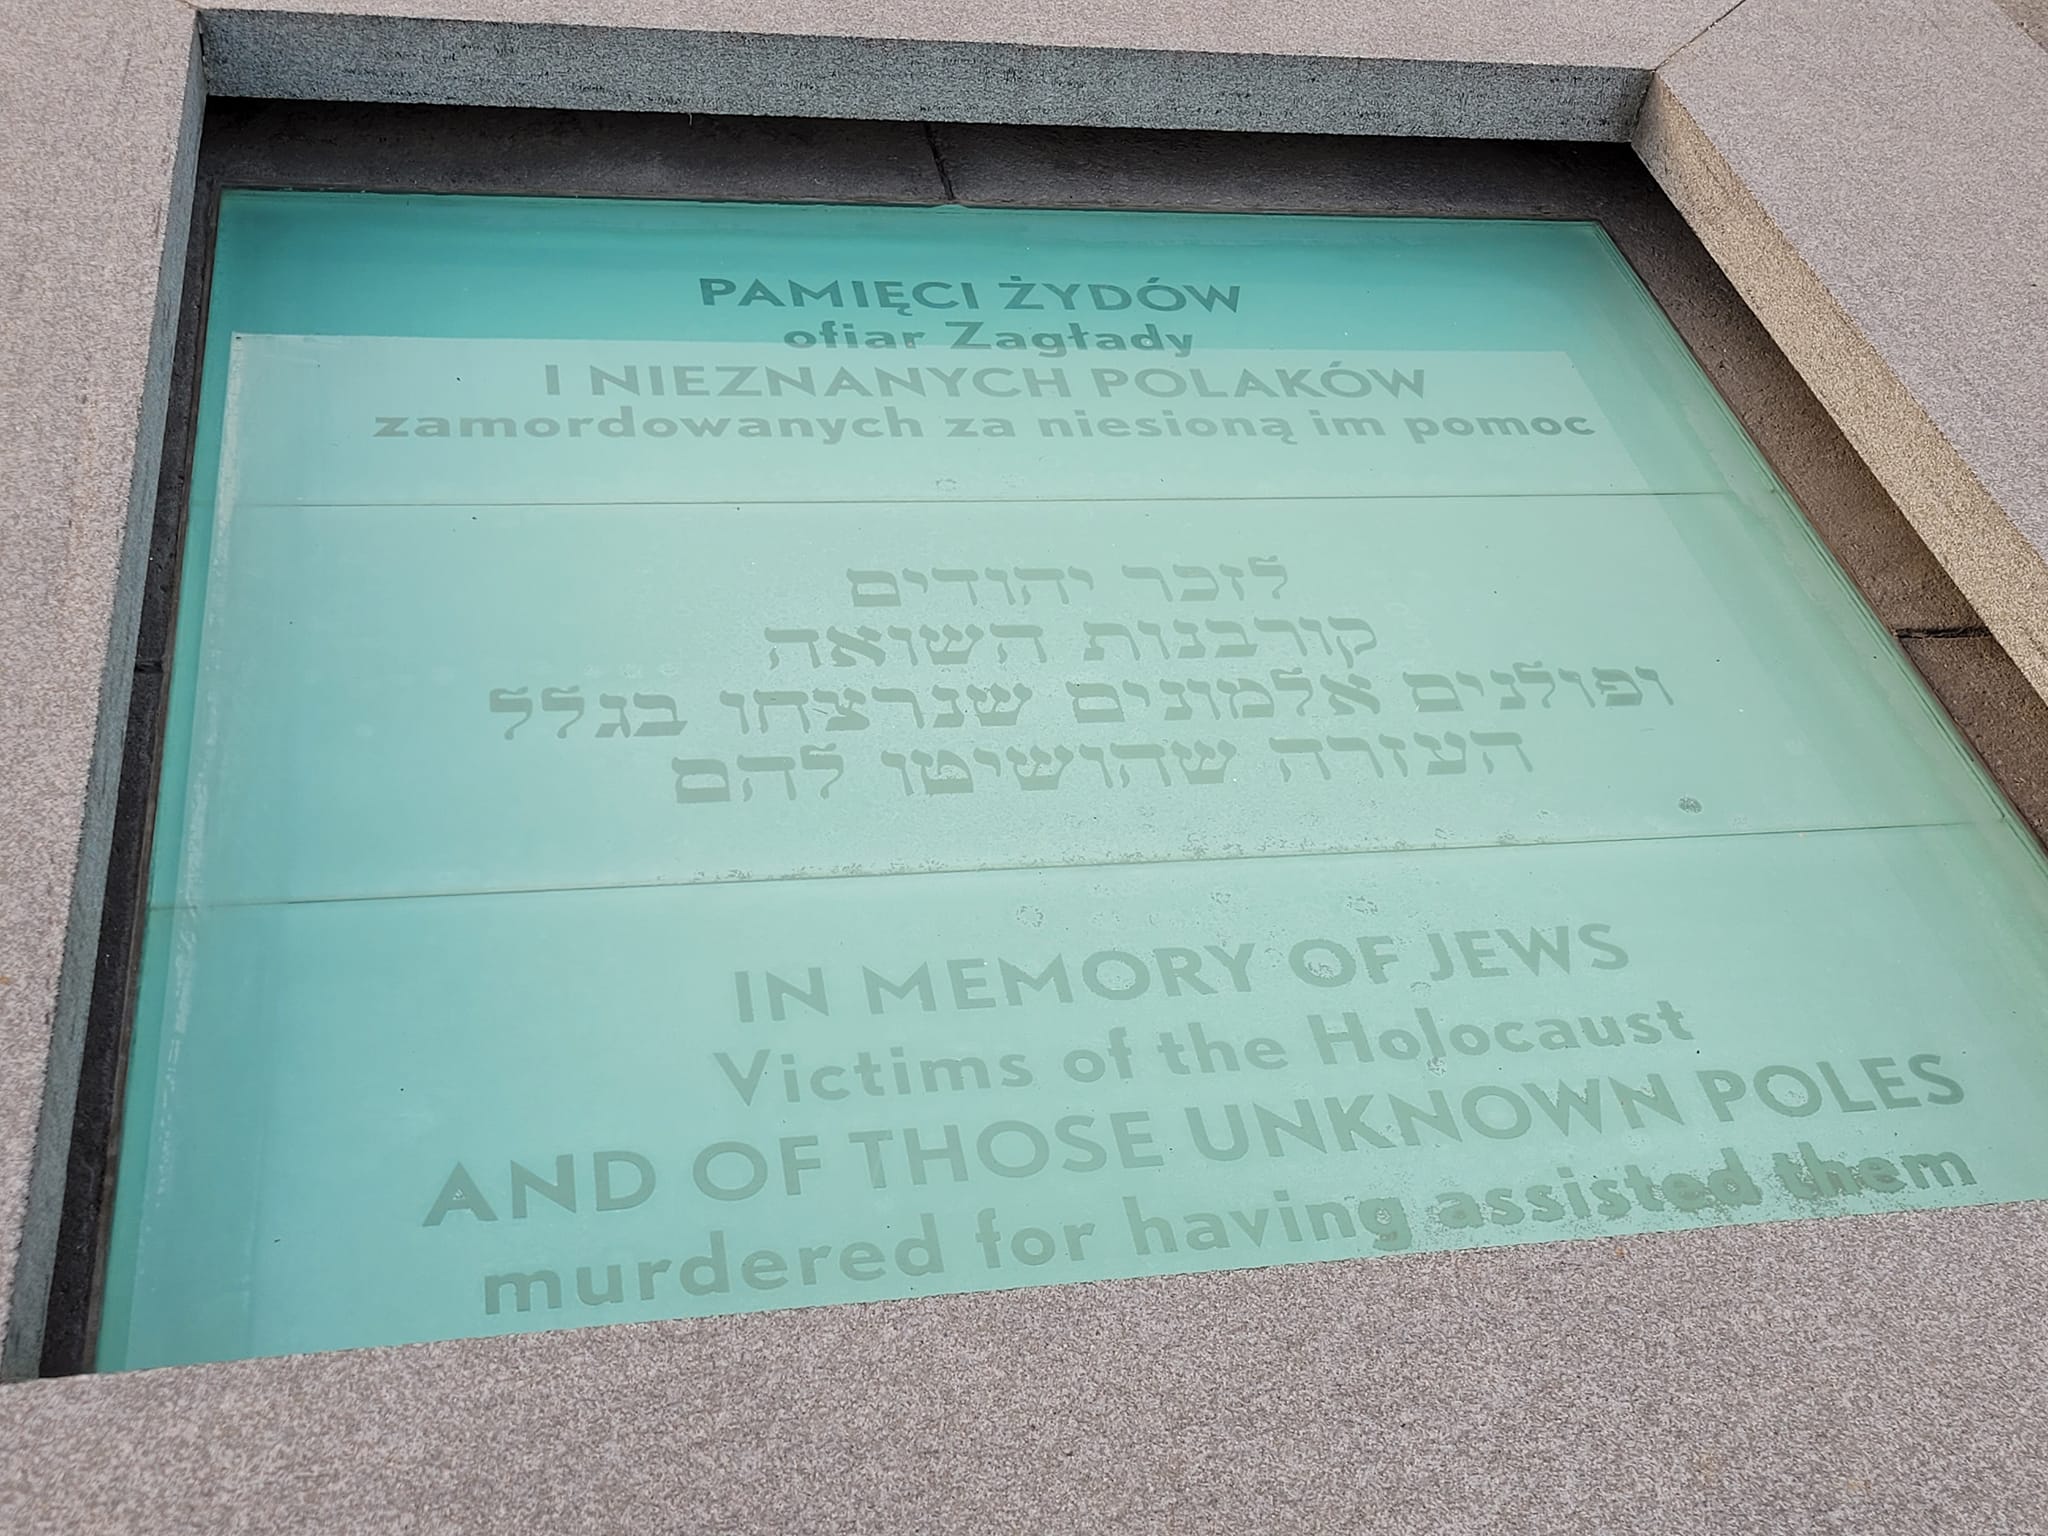 PAMIĘCI ŻYDÓW
ofiar Zagłady
I NIEZNANYCH POLAKÓW
zamordowanych za niesioną im pomoc
לזכר יהודים
קורבנות השואה
ופולנים אלמונים שנרצחו בגלל
העזרה שהושיטו להם
IN MEMORY OF JEWS
Victims of the Holocaust
AND OF THOSE UNKNOWN POLES
murdered for having assisted them